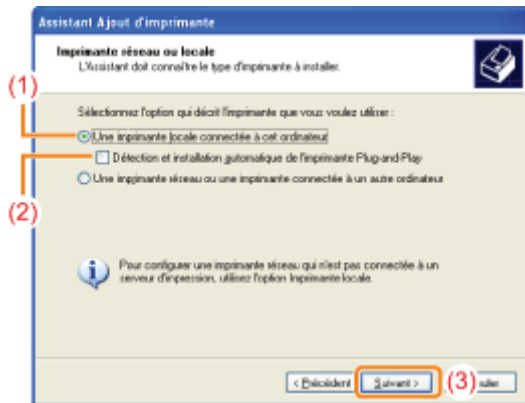 Assistant Ajout d'imprimante
Imprimante réseau ou locale
L'Assistant doit connaître le type d'imprimante à installer.
(1)
Sélectionnez l'option qui décrit l'imprimante que vous voulez utiliser :
Une imprimante locale connectée à cet ordinateur
Détection et installation automatique de l'imprimante Plug-and-Play
(2)
Une imprimante réseau ou une imprimante connectée à un autre ordinateur
Pour configurer une imprimante réseau qui n'est pas connectée à un
serveur d'impression, utilisez l'option Imprimante locale.
< Précédent Suivant > (3) uler